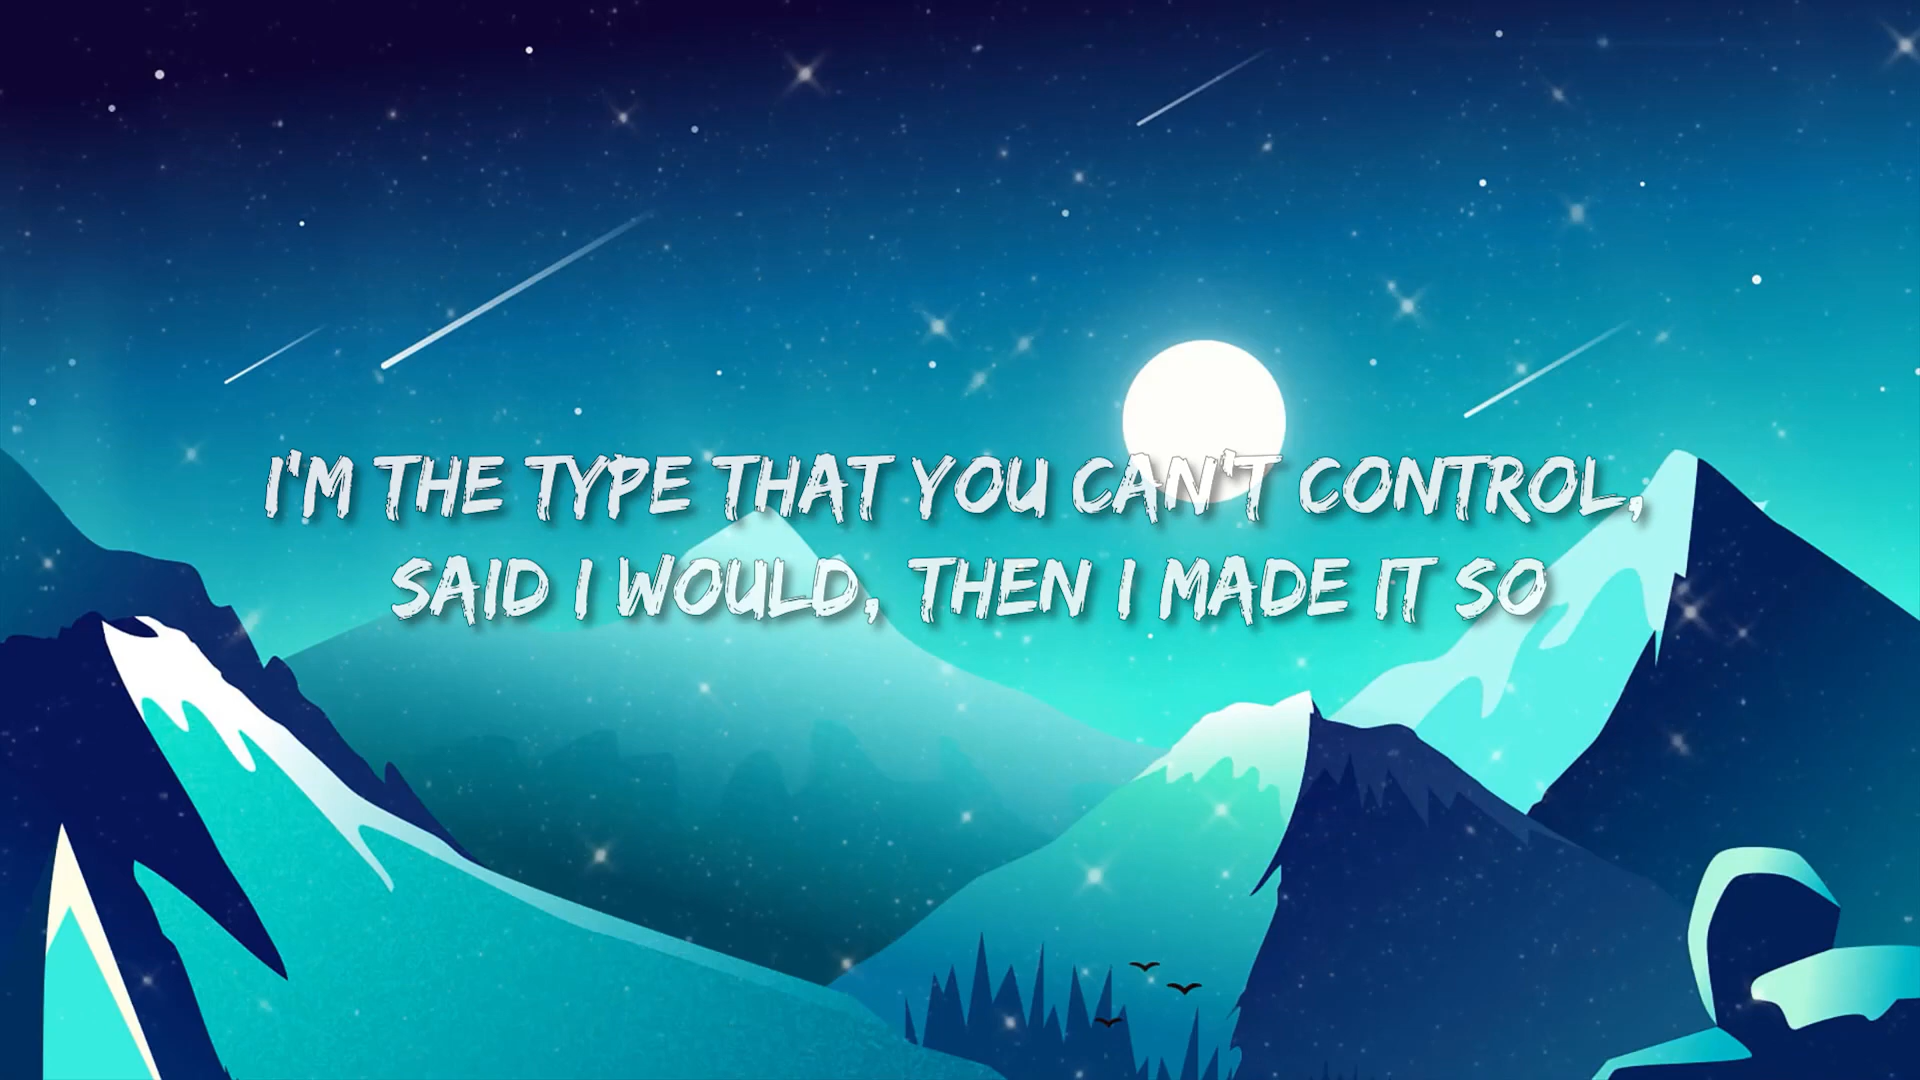 I'M THE TYPE THAT YOU CAN'T CONTROL,
SAID I WOULD, THEN I MADE IT SO